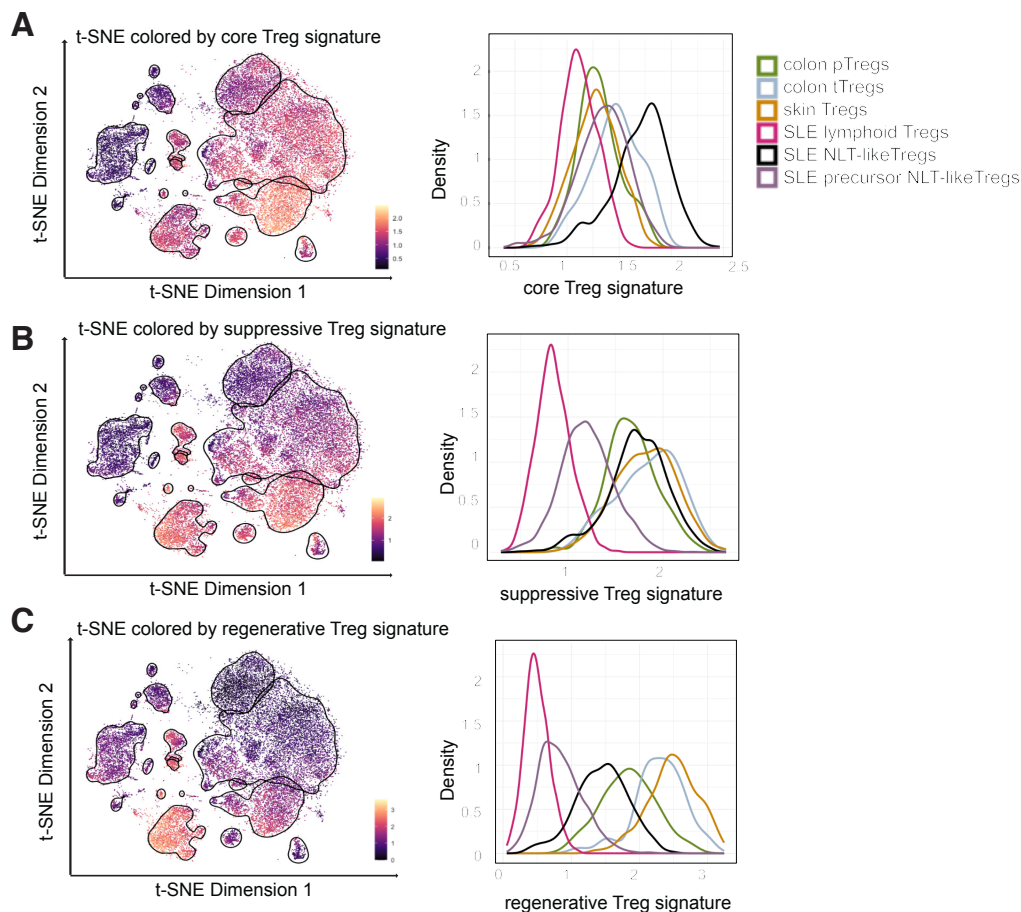 A
t-SNE colored by core Treg signature
t-SNE Dimension 2
2.0
1.5
1.0
0.5
t-SNE Dimension 1
Density
2
1.5
1
0.5
0
0.5
1
1.5
2
2.5
core Treg signature
colon pTregs
colon tTregs
skin Tregs
SLE lymphoid Tregs
SLE NLT-likeTregs
SLE precursor NLT-likeTregs
B
t-SNE colored by suppressive Treg signature
t-SNE Dimension 2
2
1
t-SNE Dimension 1
Density
2
1.5
1
0.5
0
1
2
suppressive Treg signature
C
t-SNE colored by regenerative Treg signature
t-SNE Dimension 2
3
2
1
0
t-SNE Dimension 1
Density
2
1.5
1
0.5
0
0
1
2
3
regenerative Treg signature